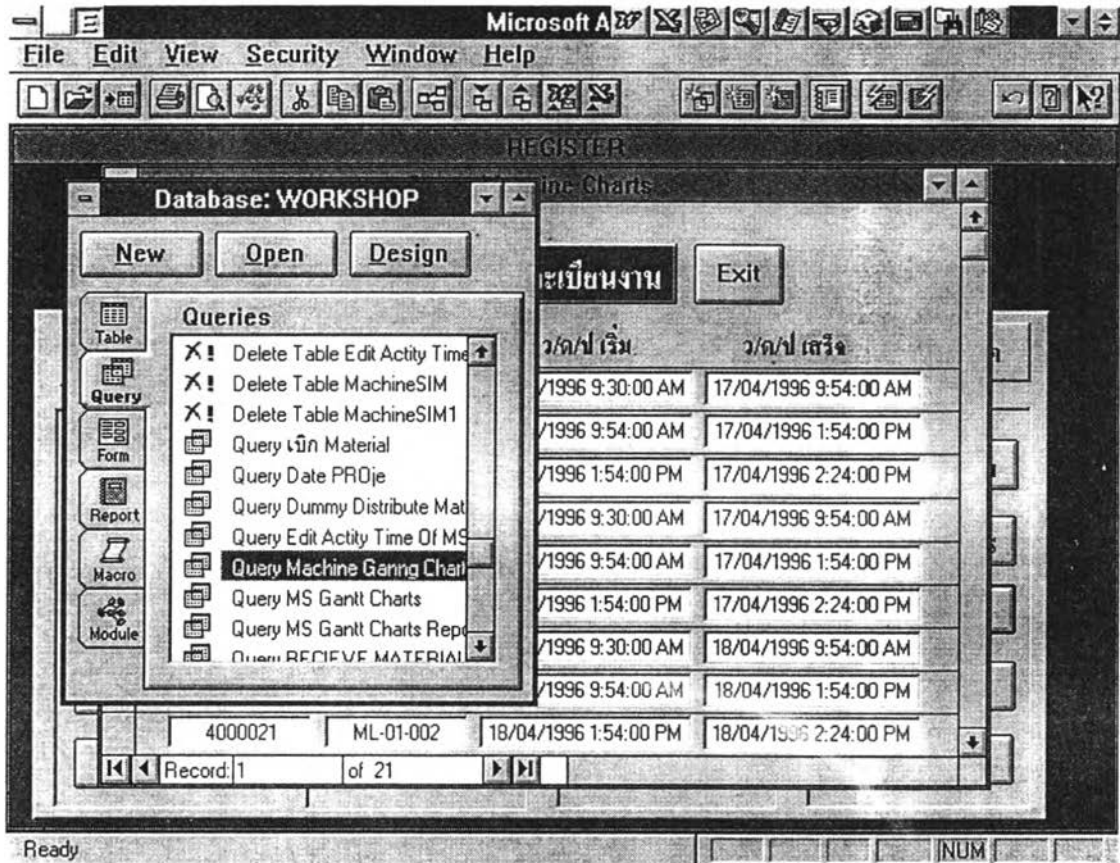 Microsoft A
File Edit View Security Window Help
REGISTER
ine Charts
Database: WORKSHOP
New Open Design
ะเบียนงาน Exit
Table
Query
Form
Report
Macro
Module
Queries
Delete Table Edit Actity Time
Delete Table MachineSIM
Delete Table MachineSIM1
Query เบิก Material
Query Date PROje
Query Dummy Distribute Mat
Query Edit Actity Time Of MS
Query Machine Ganng Chart
Query MS Gantt Charts
Query MS Gantt Charts Repo
Query RECIEVE MATERIAL
ว/ด/ป เริ่ม ว/ด/ป เสร็จ
/1996 9:30:00 AM 17/04/1996 9:54:00 AM
/1996 9:54:00 AM 17/04/1996 1:54:00 PM
/1996 1:54:00 PM 17/04/1996 2:24:00 PM
/1996 9:30:00 AM 17/04/1996 9:54:00 AM
/1996 9:54:00 AM 17/04/1996 1:54:00 PM
/1996 1:54:00 PM 17/04/1996 2:24:00 PM
/1996 9:30:00 AM 18/04/1996 9:54:00 AM
/1996 9:54:00 AM 18/04/1996 1:54:00 PM
4000021 ML-01-002 18/04/1996 1:54:00 PM 18/04/1996 2:24:00 PM
Record: 1 of 21
Ready NUM